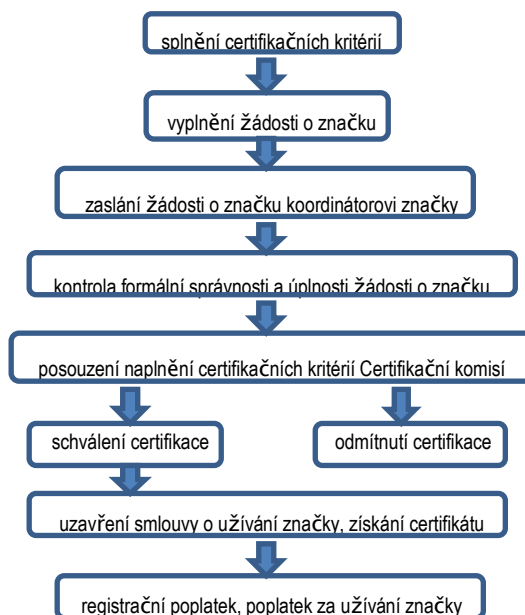 splnění certifikačních kritérií
vyplnění žádosti o značku
zaslání žádosti o značku koordinátorovi značky
kontrola formální správnosti a úplnosti žádosti o značku
posouzení naplnění certifikačních kritérií Certifikační komisí
schválení certifikace
odmítnutí certifikace
uzavření smlouvy o užívání značky, získání certifikátu
registrační poplatek, poplatek za užívání značky